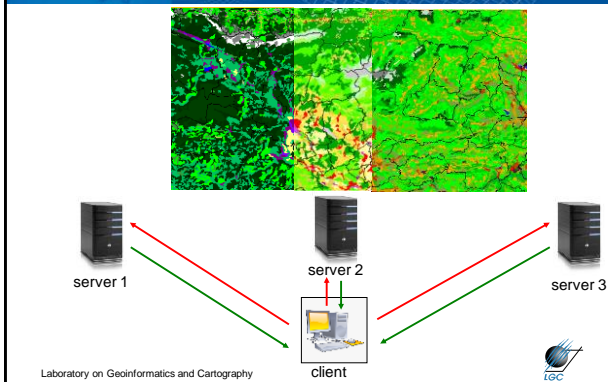 server 1
server 2
server 3
client
Laboratory on Geoinformatics and Cartography
LGC